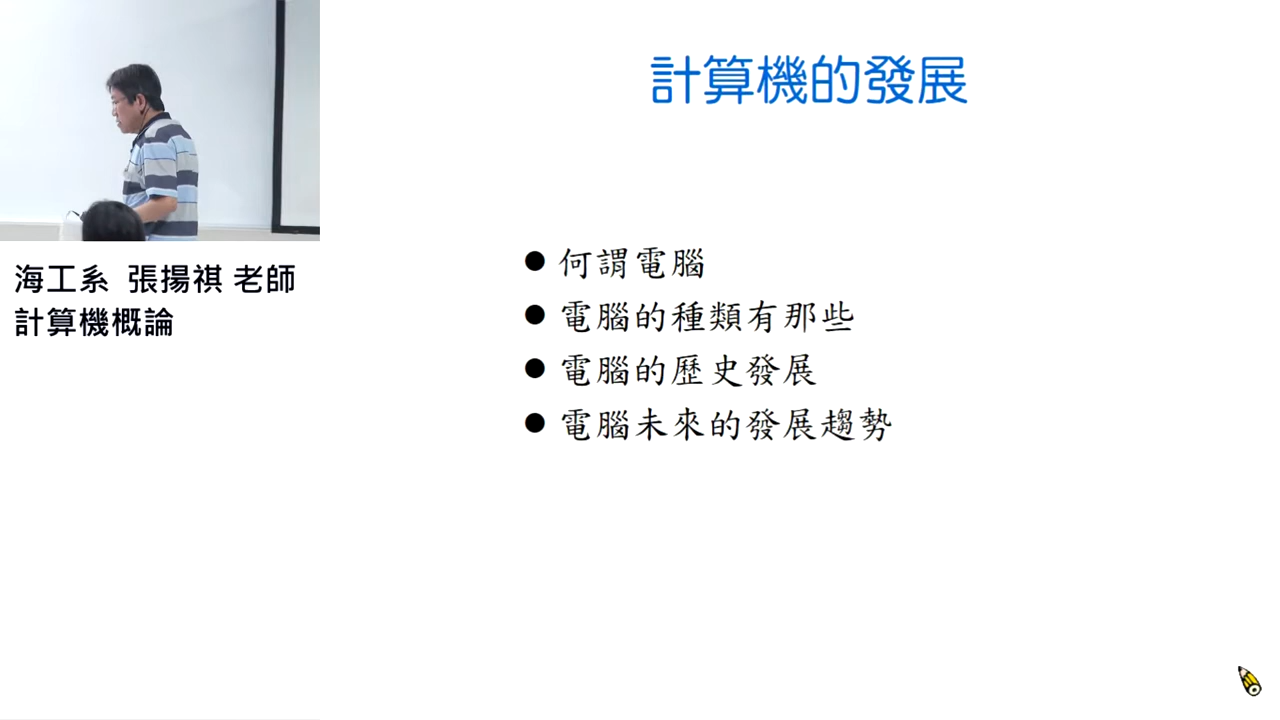 計算機的發展
海工系 張揚祺 老師
計算機概論
● 何謂電腦
● 電腦的種類有那些
● 電腦的歷史發展
● 電腦未來的發展趨勢